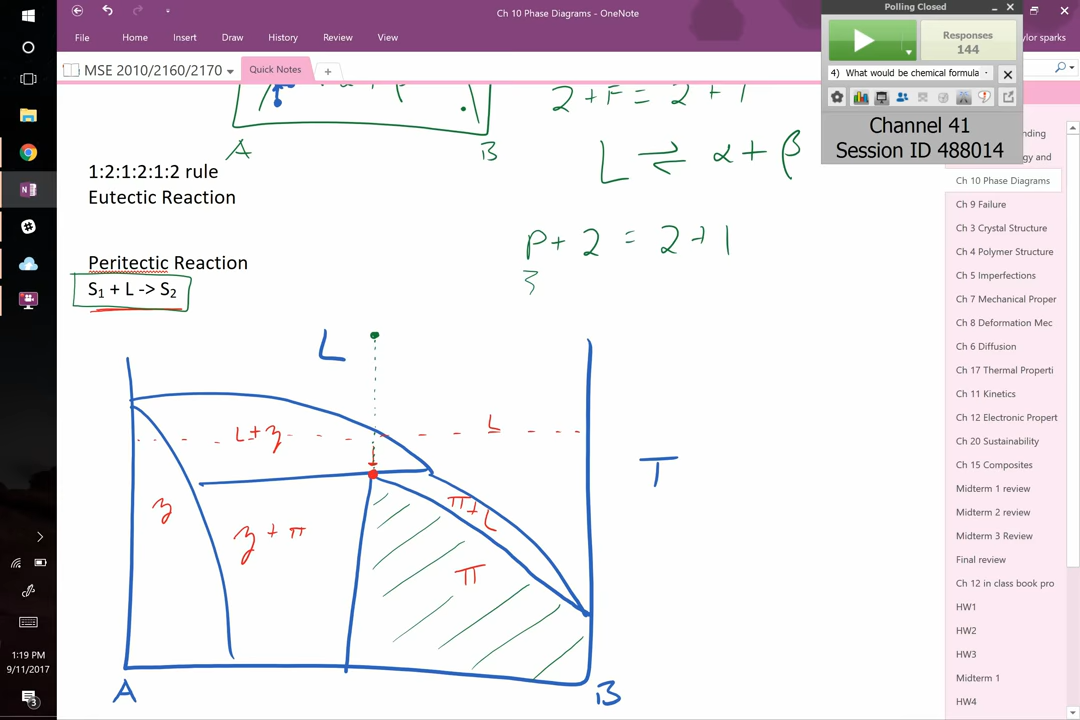 Ch 10 Phase Diagrams - OneNote
File Home Insert Draw History Review View
ylor sparks
MSE 2010/2160/2170
Quick Notes
Polling Closed
Responses
144
4) What would be chemical formula
Channel 41
Session ID 488014
A B
2 + F = 2 + 1
L ⇌ α + β
1:2:1:2:1:2 rule
Eutectic Reaction
P + 2 = 2 + 1
3
Peritectic Reaction
S₁ + L -> S₂
L
L + z
L
T
z
z + π
π + L
π
A B
nding
gy and
Ch 10 Phase Diagrams
Ch 9 Failure
Ch 3 Crystal Structure
Ch 4 Polymer Structure
Ch 5 Imperfections
Ch 7 Mechanical Proper
Ch 8 Deformation Mec
Ch 6 Diffusion
Ch 17 Thermal Properti
Ch 11 Kinetics
Ch 12 Electronic Propert
Ch 20 Sustainability
Ch 15 Composites
Midterm 1 review
Midterm 2 review
Midterm 3 Review
Final review
Ch 12 in class book pro
HW1
HW2
HW3
Midterm 1
HW4
1:19 PM
9/11/2017
3